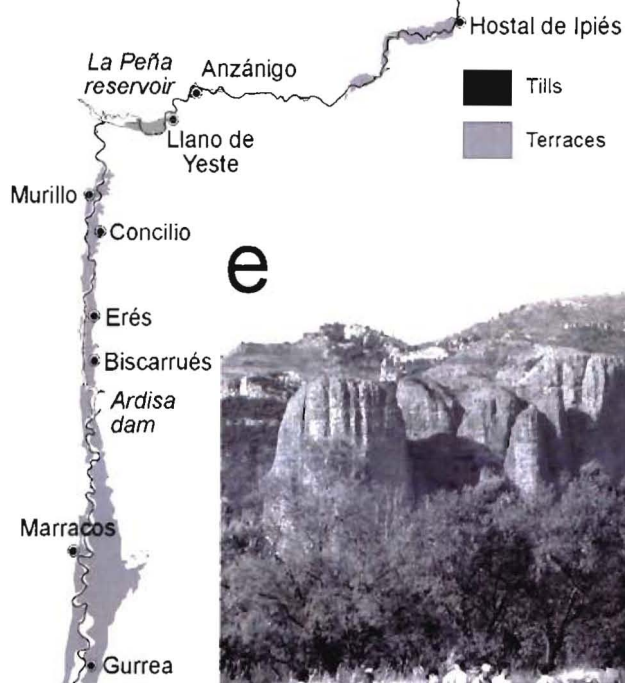 Hostal de Ipiés
La Peña
reservoir
Anzánigo
Tills
Llano de
Yeste
Terraces
Murillo
Concilio
e
Erés
Biscarrués
Ardisa
dam
Marracos
Gurrea